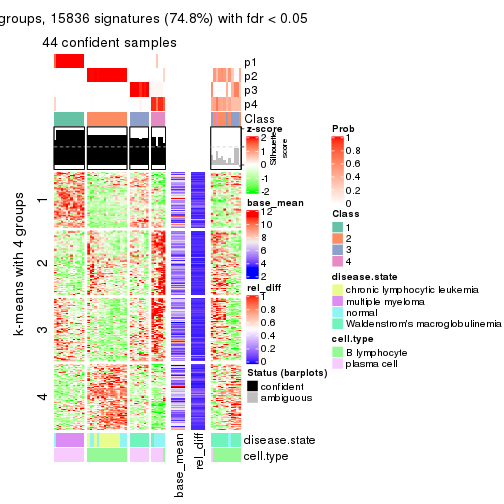 groups, 15836 signatures (74.8%) with fdr < 0.05
44 confident samples
p1
p2
p3
p4
Class
Silhouette
score
k-means with 4 groups
1
2
3
4
base_mean
rel_diff
disease.state
cell.type
z-score
2
1
0
-1
-2
base_mean
12
10
8
6
4
2
rel_diff
1
0.8
0.6
0.4
0.2
0
Status (barplots)
confident
ambiguous
Prob
1
0.8
0.6
0.4
0.2
0
Class
1
2
3
4
disease.state
chronic lymphocytic leukemia
multiple myeloma
normal
Waldenstrom's macroglobulinemia
cell.type
B lymphocyte
plasma cell